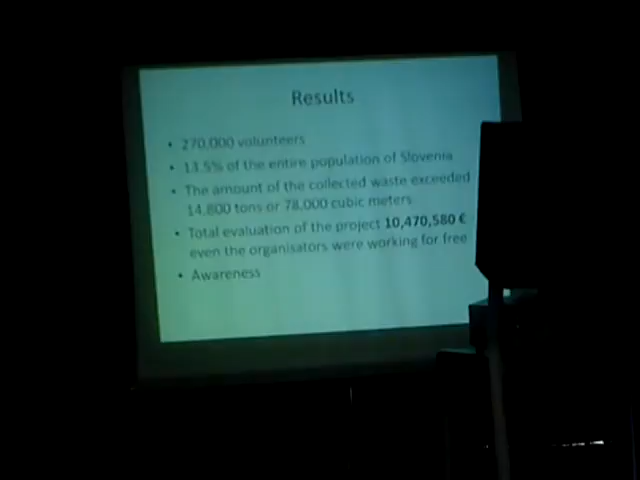 Results
• 270,000 volunteers
• 13.5% of the entire population of Slovenia
• The amount of the collected waste exceeded
14,800 tons or 78,000 cubic meters
• Total evaluation of the project 10,470,580 €
even the organisators were working for free
• Awareness